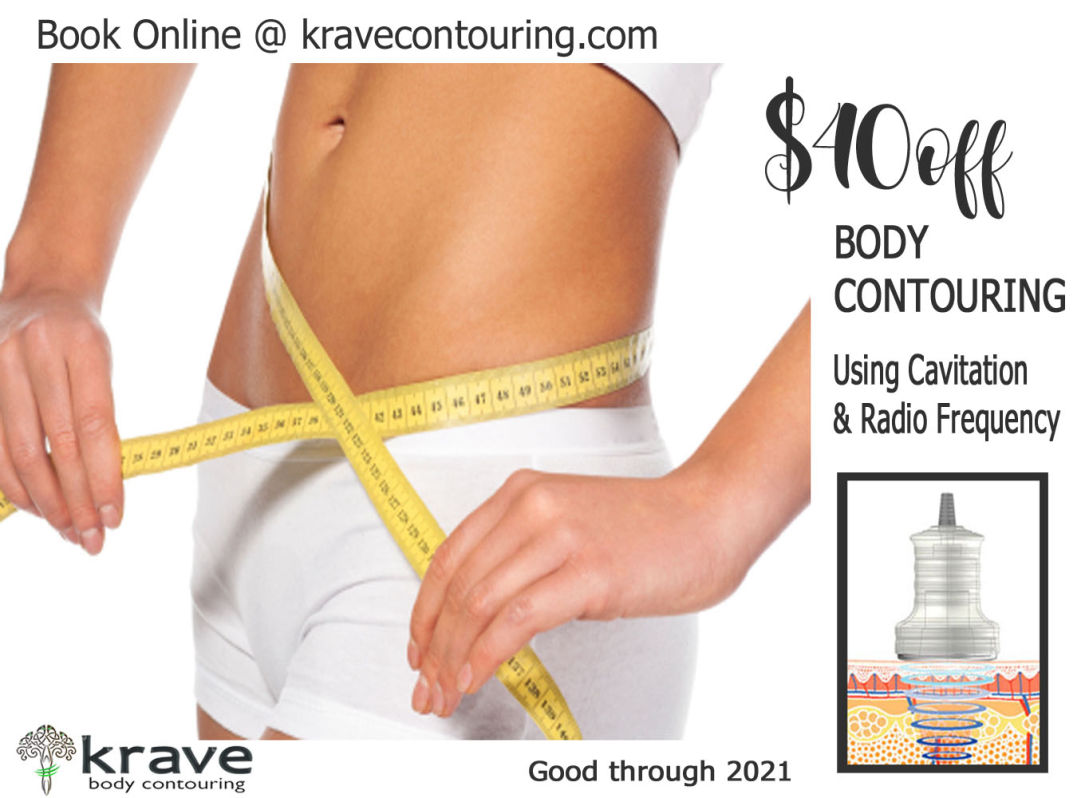 Book Online @ kravecontouring.com
$40off
BODY
CONTOURING
Using Cavitation
& Radio Frequency
krave
body contouring
Good through 2021